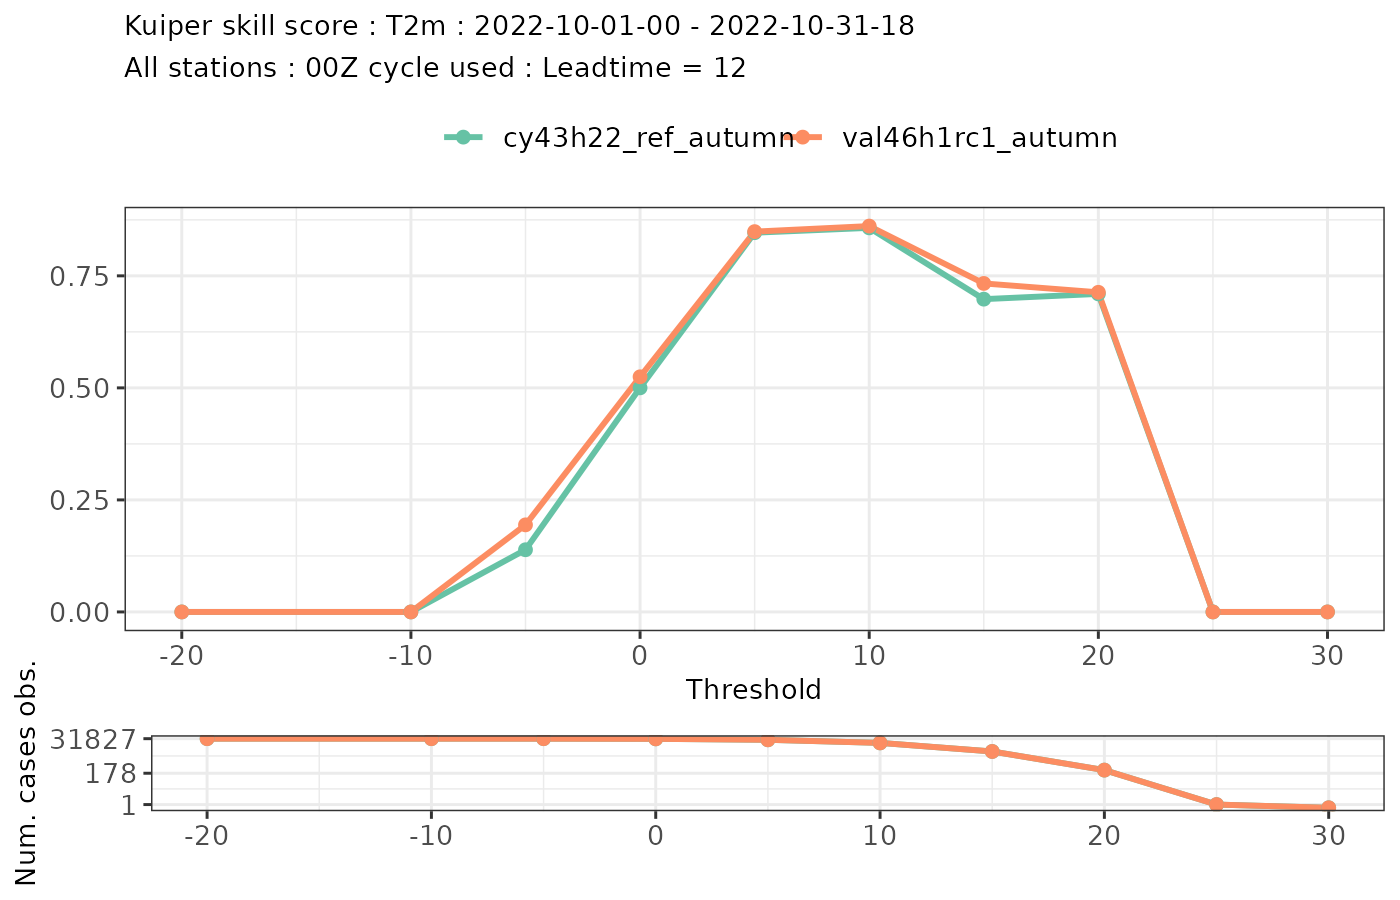 Kuiper skill score : T2m : 2022-10-01-00 - 2022-10-31-18
All stations : 00Z cycle used : Leadtime = 12
cy43h22_ref_autumn val46h1rc1_autumn
0.75
0.50
0.25
0.00
-20 -10 0 10 20 30
Threshold
Num. cases obs.
31827
178
1
-20 -10 0 10 20 30